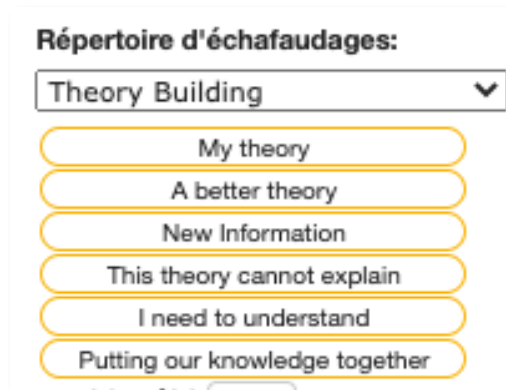 Répertoire d'échafaudages:
Theory Building
My theory
A better theory
New Information
This theory cannot explain
I need to understand
Putting our knowledge together